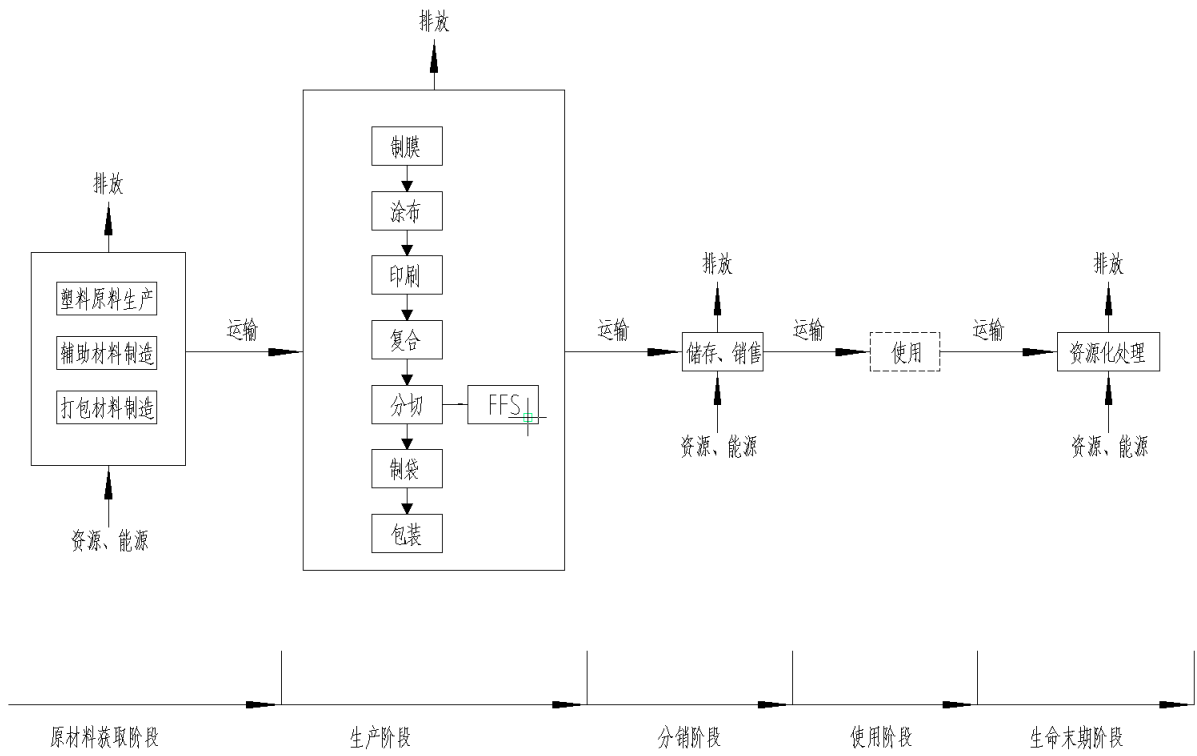 排放
塑料原料生产
辅助材料制造
打包材料制造
资源、能源
运输
排放
制膜
涂布
印刷
复合
分切
FFS
制袋
包装
运输
排放
储存、销售
资源、能源
运输
使用
运输
排放
资源化处理
资源、能源
原材料获取阶段
生产阶段
分销阶段
使用阶段
生命末期阶段